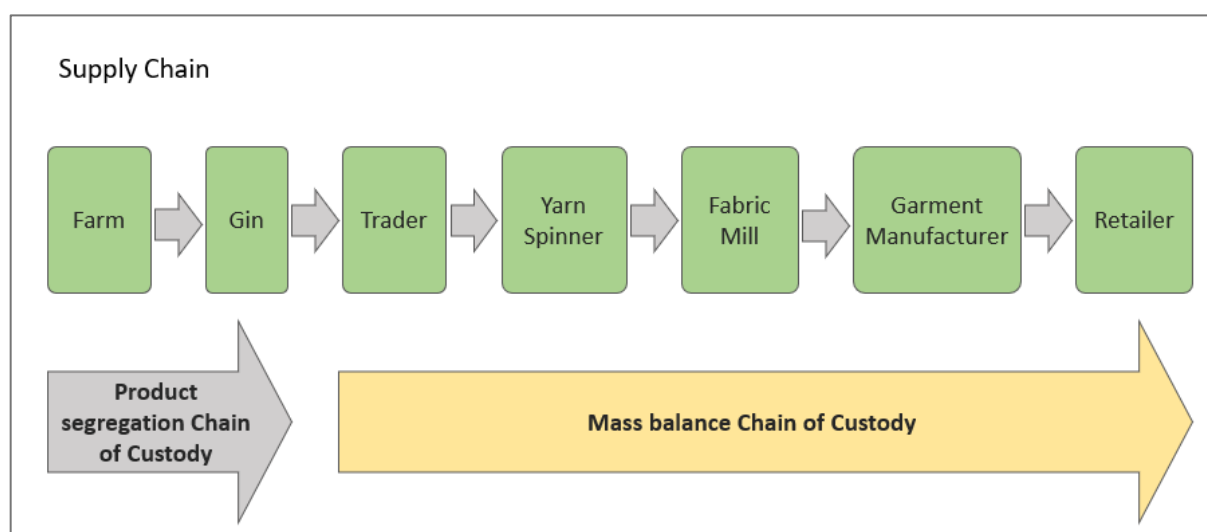 Supply Chain
Farm
Gin
Trader
Yarn
Spinner
Fabric
Mill
Garment
Manufacturer
Retailer
Product
segregation Chain
of Custody
Mass balance Chain of Custody